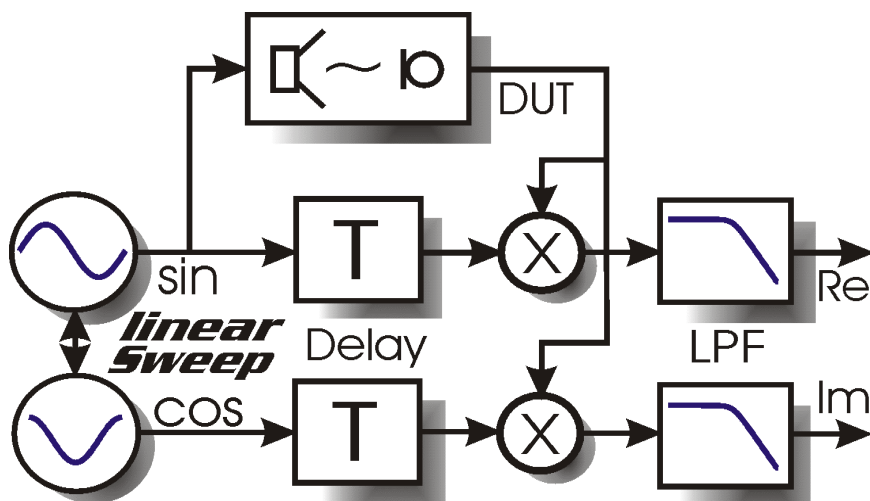 DUT
sin
T
X
Re
linear
Sweep
Delay
LPF
cos
T
X
Im